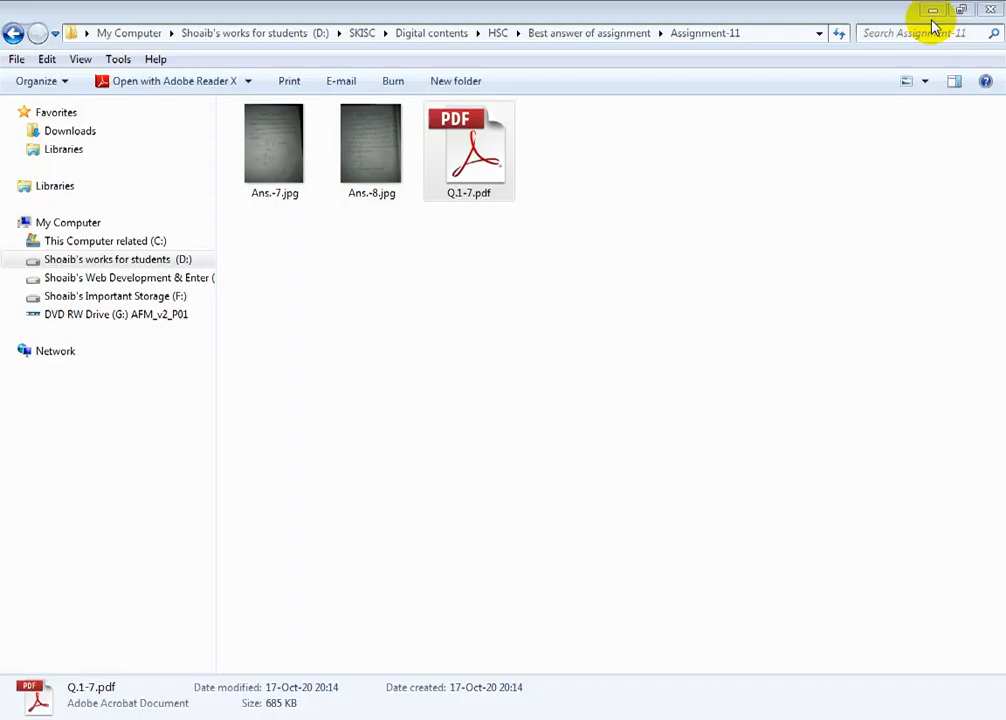 My Computer Shoaib's works for students (D:) SKISC Digital contents HSC Best answer of assignment Assignment-11 Search Assignment-11
File Edit View Tools Help
Organize Open with Adobe Reader X Print E-mail Burn New folder
Favorites
Downloads
Libraries
Libraries
My Computer
This Computer related (C:)
Shoaib's works for students (D:)
Shoaib's Web Development & Enter (
Shoaib's Important Storage (F:)
DVD RW Drive (G:) AFM_v2_P01
Network
PDF
Ans.-7.jpg Ans.-8.jpg Q.1-7.pdf
PDF
Q.1-7.pdf Date modified: 17-Oct-20 20:14 Date created: 17-Oct-20 20:14
Adobe Acrobat Document Size: 685 KB